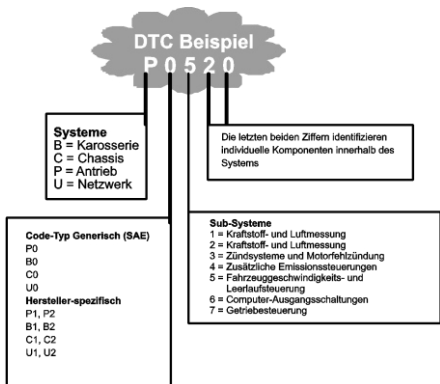 DTC Beispiel
P 0 5 2 0
Systeme
B = Karosserie
C = Chassis
P = Antrieb
U = Netzwerk
Die letzten beiden Ziffern identifizieren
individuelle Komponenten innerhalb des
Systems
Code-Typ Generisch (SAE)
P0
B0
C0
U0
Hersteller-spezifisch
P1, P2
B1, B2
C1, C2
U1, U2
Sub-Systeme
1 = Kraftstoff- und Luftmessung
2 = Kraftstoff- und Luftmessung
3 = Zündsysteme und Motorfehlzündung
4 = Zusätzliche Emissionssteuerungen
5 = Fahrzeuggeschwindigkeits- und
Leerlaufsteuerung
6 = Computer-Ausgangsschaltungen
7 = Getriebesteuerung